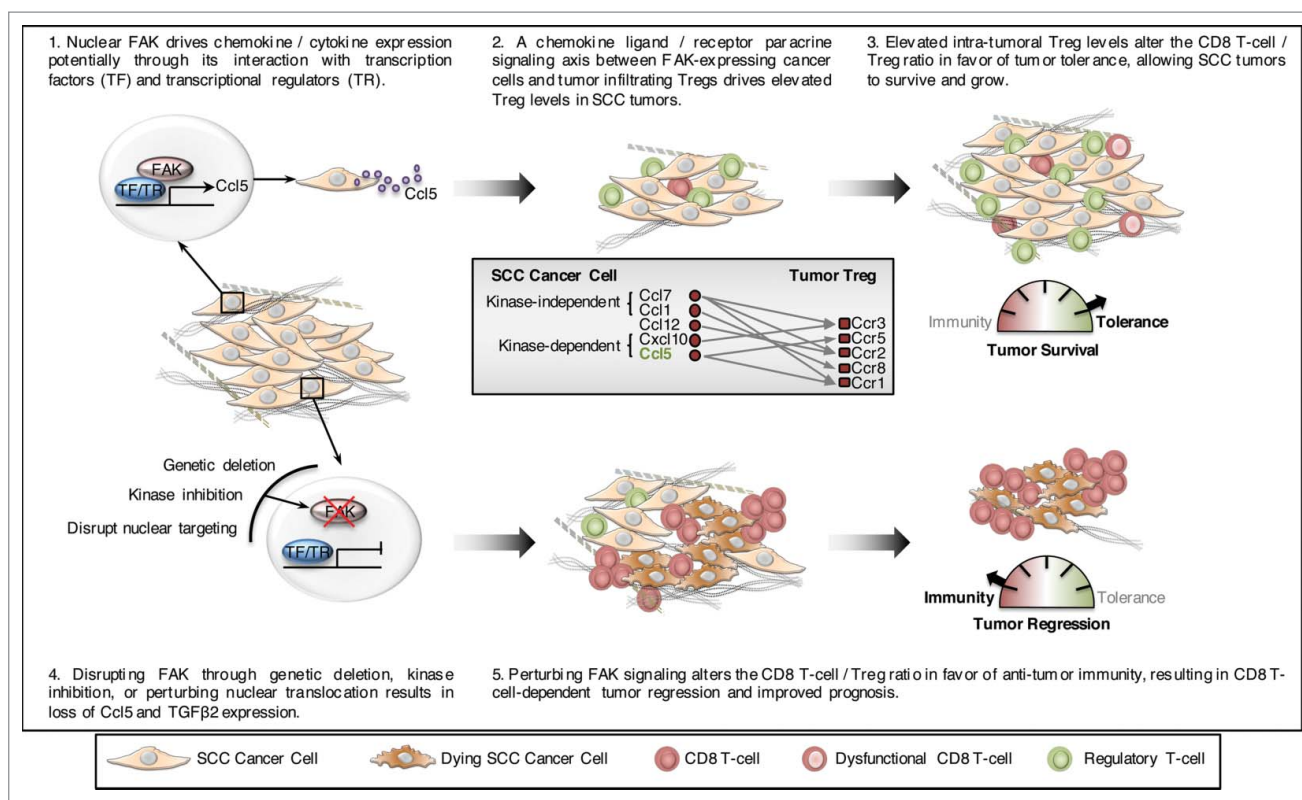 1. Nuclear FAK drives chemokine / cytokine expression
potentially through its interaction with transcription
factors (TF) and transcriptional regulators (TR).
2. A chemokine ligand / receptor paracrine
signaling axis between FAK-expressing cancer
cells and tumor infiltrating Tregs drives elevated
Treg levels in SCC tumors.
3. Elevated intra-tumoral Treg levels alter the CD8 T-cell /
Treg ratio in favor of tumor tolerance, allowing SCC tumors
to survive and grow.
FAK
TF/TR
Ccl5
Ccl5
SCC Cancer Cell
Tumor Treg
Kinase-independent
Ccl7
Ccl1
Ccl12
Kinase-dependent
Cxcl10
Ccl5
Ccr3
Ccr5
Ccr2
Ccr8
Ccr1
Immunity
Tolerance
Tumor Survival
Genetic deletion
Kinase inhibition
Disrupt nuclear targeting
FAK
TF/TR
Immunity
Tolerance
Tumor Regression
4. Disrupting FAK through genetic deletion, kinase
inhibition, or perturbing nuclear translocation results in
loss of Ccl5 and TGFβ2 expression.
5. Perturbing FAK signaling alters the CD8 T-cell / Treg ratio in favor of anti-tumor immunity, resulting in CD8 T-
cell-dependent tumor regression and improved prognosis.
SCC Cancer Cell
Dying SCC Cancer Cell
CD8 T-cell
Dysfunctional CD8 T-cell
Regulatory T-cell